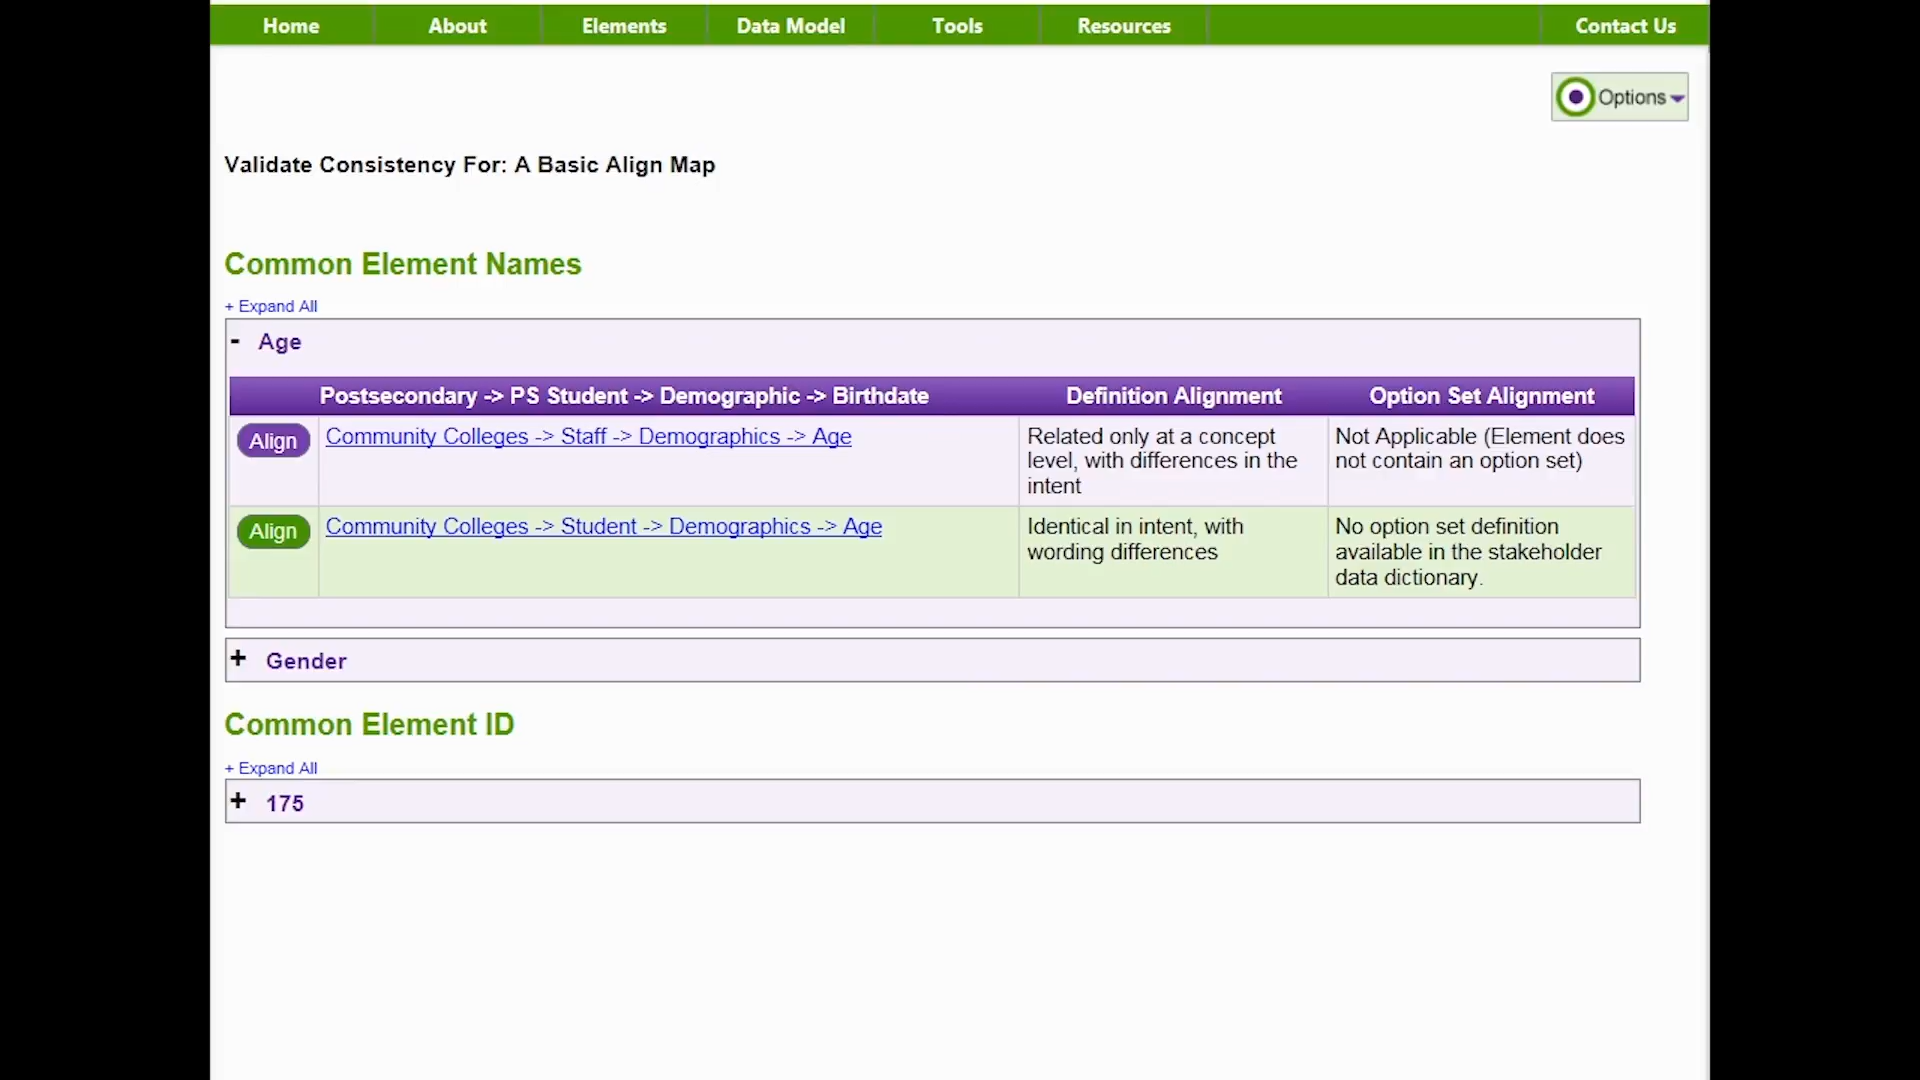 Home About Elements Data Model Tools Resources Contact Us
Options
Validate Consistency For: A Basic Align Map
Common Element Names
+ Expand All
- Age
Postsecondary -> PS Student -> Demographic -> Birthdate Definition Alignment Option Set Alignment
Align Community Colleges -> Staff -> Demographics -> Age Related only at a concept Not Applicable (Element does
level, with differences in the not contain an option set)
intent
Align Community Colleges -> Student -> Demographics -> Age Identical in intent, with No option set definition
wording differences available in the stakeholder
data dictionary.
+ Gender
Common Element ID
+ Expand All
+ 175